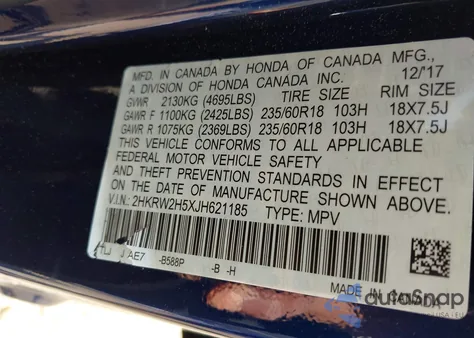 MFD. IN CANADA BY HONDA OF CANADA MFG.,
A DIVISION OF HONDA CANADA INC. 12/'17
GVWR 2130KG (4695LBS) TIRE SIZE RIM SIZE
GAWR F 1100KG (2425LBS) 235/60R18 103H 18X7.5J
GAWR R 1075KG (2369LBS) 235/60R18 103H 18X7.5J
THIS VEHICLE CONFORMS TO ALL APPLICABLE
FEDERAL MOTOR VEHICLE SAFETY
AND THEFT PREVENTION STANDARDS IN EFFECT
ON THE DATE OF MANUFACTURE SHOWN ABOVE.
V.I.N.: 2HKRW2H5XJH621185 TYPE: MPV
AE7 -B588P -B -H
MADE IN CANADA
autoSnap